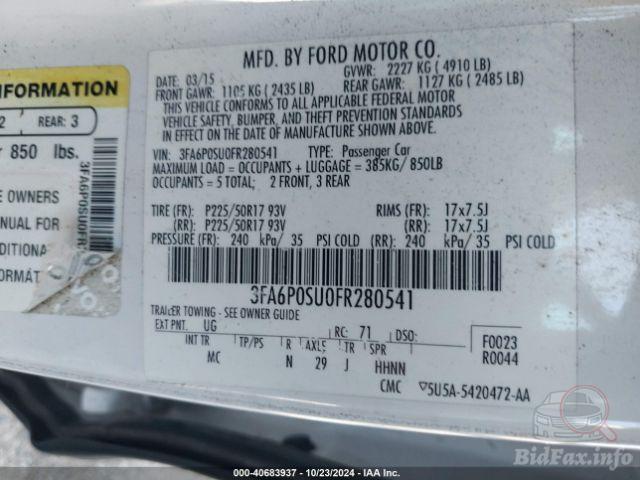 MFD. BY FORD MOTOR CO.
DATE: 03/15 GVWR: 2227 KG ( 4910 LB)
FRONT GAWR: 1105 KG ( 2435 LB) REAR GAWR: 1127 KG ( 2485 LB)
THIS VEHICLE CONFORMS TO ALL APPLICABLE FEDERAL MOTOR
VEHICLE SAFETY, BUMPER, AND THEFT PREVENTION STANDARDS
IN EFFECT ON THE DATE OF MANUFACTURE SHOWN ABOVE.
VIN: 3FA6P0SU0FR280541 TYPE: Passenger Car
MAXIMUM LOAD = OCCUPANTS + LUGGAGE = 385KG/ 850LB
OCCUPANTS = 5 TOTAL; 2 FRONT, 3 REAR
TIRE (FR): P225/50R17 93V RIMS (FR): 17x7.5J
(RR): P225/50R17 93V (RR): 17x7.5J
PRESSURE (FR): 240 kPa/ 35 PSI COLD (RR): 240 kPa/ 35 PSI COLD
3FA6P0SU0FR280541
TRAILER TOWING - SEE OWNER GUIDE
EXT PNT: UG RC: 71 DSO: F0023
INT TR TP/PS R AXLE TR SPR R0044
MC N 29 J HHNN
CMC 5U5A-5420472-AA
INFORMATION
2 REAR: 3
r 850 lbs.
E OWNERS
ANUAL FOR
DDITIONA
ORMAT
3FA6P0SU0FR
000-40683937 - 10/23/2024 - IAA Inc.
BidFax.info